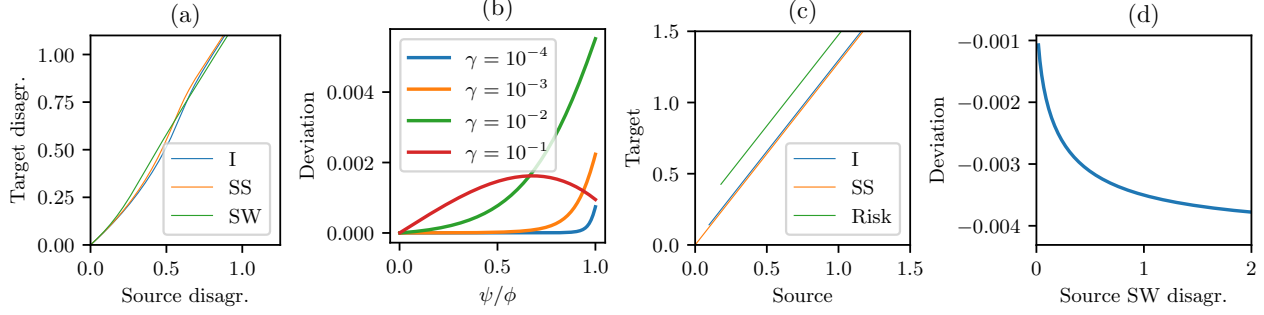 (a)
Target disagr.
1.00
0.75
0.50
0.25
0.00
I
SS
SW
0.0
0.5
1.0
Source disagr.
(b)
Deviation
0.004
0.002
0.000
γ = 10⁻⁴
γ = 10⁻³
γ = 10⁻²
γ = 10⁻¹
0.0
0.5
1.0
ψ/ϕ
(c)
Target
1.5
1.0
0.5
0.0
I
SS
Risk
0.0
0.5
1.0
1.5
Source
(d)
Deviation
−0.001
−0.002
−0.003
−0.004
0
1
2
Source SW disagr.